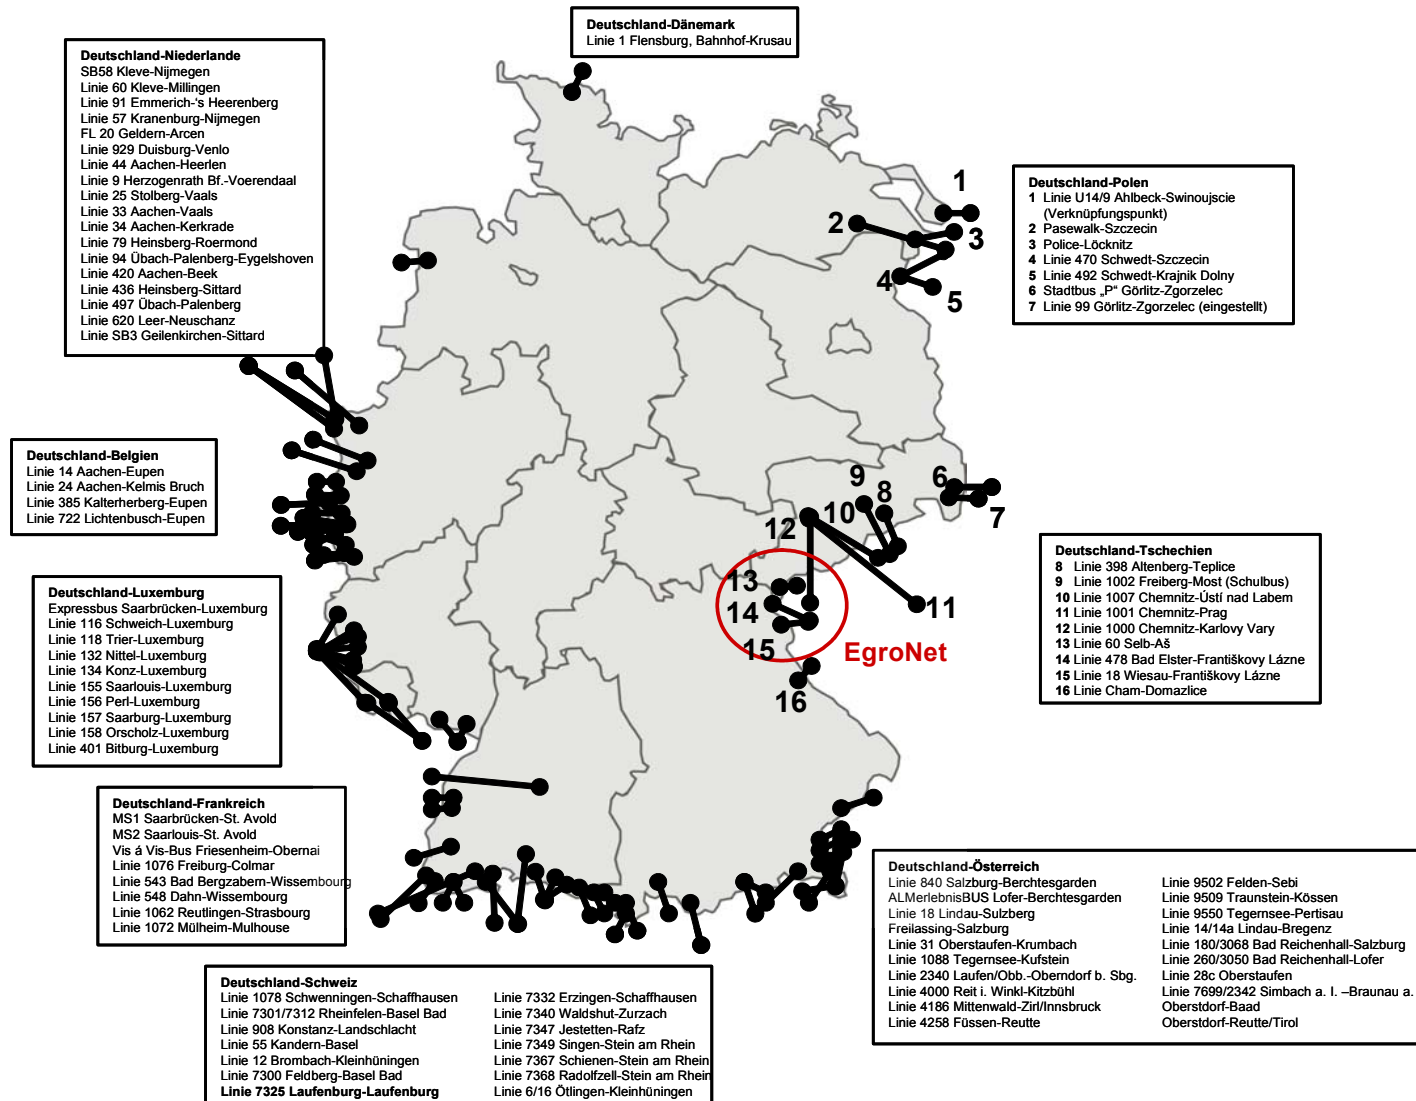 Deutschland-Dänemark
Linie 1 Flensburg, Bahnhof-Krusau
Deutschland-Niederlande
SB58 Kleve-Nijmegen
Linie 60 Kleve-Millingen
Linie 91 Emmerich-'s Heerenberg
Linie 57 Kranenburg-Nijmegen
FL 20 Geldern-Arcen
Linie 929 Duisburg-Venlo
Linie 44 Aachen-Heerlen
Linie 9 Herzogenrath Bf.-Voerendaal
Linie 25 Stolberg-Vaals
Linie 33 Aachen-Vaals
Linie 34 Aachen-Kerkrade
Linie 79 Heinsberg-Roermond
Linie 94 Übach-Palenberg-Eygelshoven
Linie 420 Aachen-Beek
Linie 436 Heinsberg-Sittard
Linie 497 Übach-Palenberg
Linie 620 Leer-Neuschanz
Linie SB3 Geilenkirchen-Sittard
Deutschland-Polen
1 Linie U14/9 Ahlbeck-Swinoujscie
(Verknüpfungspunkt)
2 Pasewalk-Szczecin
3 Police-Löcknitz
4 Linie 470 Schwedt-Szczecin
5 Linie 492 Schwedt-Krajnik Dolny
6 Stadtbus „P“ Görlitz-Zgorzelec
7 Linie 99 Görlitz-Zgorzelec (eingestellt)
1
2
3
4
5
Deutschland-Belgien
Linie 14 Aachen-Eupen
Linie 24 Aachen-Kelmis Bruch
Linie 385 Kalterherberg-Eupen
Linie 722 Lichtenbusch-Eupen
6
7
8
9
10
12
11
13
14
15
16
EgroNet
Deutschland-Tschechien
8 Linie 398 Altenberg-Teplice
9 Linie 1002 Freiberg-Most (Schulbus)
10 Linie 1007 Chemnitz-Ústí nad Labem
11 Linie 1001 Chemnitz-Prag
12 Linie 1000 Chemnitz-Karlovy Vary
13 Linie 60 Selb-Aš
14 Linie 478 Bad Elster-Františkovy Lázne
15 Linie 18 Wiesau-Františkovy Lázne
16 Linie Cham-Domazlice
Deutschland-Luxemburg
Expressbus Saarbrücken-Luxemburg
Linie 116 Schweich-Luxemburg
Linie 118 Trier-Luxemburg
Linie 132 Nittel-Luxemburg
Linie 134 Konz-Luxemburg
Linie 155 Saarlouis-Luxemburg
Linie 156 Perl-Luxemburg
Linie 157 Saarburg-Luxemburg
Linie 158 Orscholz-Luxemburg
Linie 401 Bitburg-Luxemburg
Deutschland-Frankreich
MS1 Saarbrücken-St. Avold
MS2 Saarlouis-St. Avold
Vis á Vis-Bus Friesenheim-Obernai
Linie 1076 Freiburg-Colmar
Linie 543 Bad Bergzabern-Wissembourg
Linie 548 Dahn-Wissembourg
Linie 1062 Reutlingen-Strasbourg
Linie 1072 Mülheim-Mulhouse
Deutschland-Österreich
Linie 840 Salzburg-Berchtesgarden
ALMerlebnisBUS Lofer-Berchtesgarden
Linie 18 Lindau-Sulzberg
Freilassing-Salzburg
Linie 31 Oberstaufen-Krumbach
Linie 1088 Tegernsee-Kufstein
Linie 2340 Laufen/Obb.-Oberndorf b. Sbg.
Linie 4000 Reit i. Winkl-Kitzbühl
Linie 4186 Mittenwald-Zirl/Innsbruck
Linie 4258 Füssen-Reutte
Linie 9502 Felden-Sebi
Linie 9509 Traunstein-Kössen
Linie 9550 Tegernsee-Pertisau
Linie 14/14a Lindau-Bregenz
Linie 180/3068 Bad Reichenhall-Salzburg
Linie 260/3050 Bad Reichenhall-Lofer
Linie 28c Oberstaufen
Linie 7699/2342 Simbach a. I. –Braunau a.
Oberstdorf-Baad
Oberstdorf-Reutte/Tirol
Deutschland-Schweiz
Linie 1078 Schwenningen-Schaffhausen
Linie 7301/7312 Rheinfelen-Basel Bad
Linie 908 Konstanz-Landschlacht
Linie 55 Kandern-Basel
Linie 12 Brombach-Kleinhüningen
Linie 7300 Feldberg-Basel Bad
Linie 7325 Laufenburg-Laufenburg
Linie 7332 Erzingen-Schaffhausen
Linie 7340 Waldshut-Zurzach
Linie 7347 Jestetten-Rafz
Linie 7349 Singen-Stein am Rhein
Linie 7367 Schienen-Stein am Rhein
Linie 7368 Radolfzell-Stein am Rhein
Linie 6/16 Ötlingen-Kleinhüningen